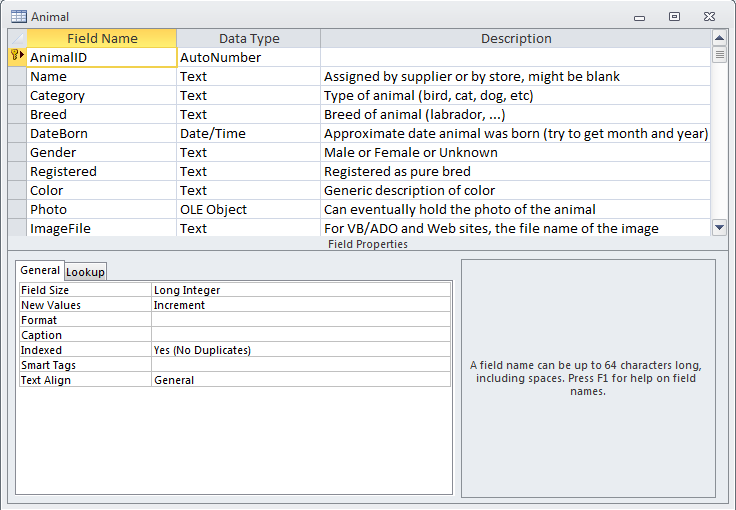 Animal
Field Name Data Type Description
AnimalID AutoNumber
Name Text Assigned by supplier or by store, might be blank
Category Text Type of animal (bird, cat, dog, etc)
Breed Text Breed of animal (labrador, ...)
DateBorn Date/Time Approximate date animal was born (try to get month and year)
Gender Text Male or Female or Unknown
Registered Text Registered as pure bred
Color Text Generic description of color
Photo OLE Object Can eventually hold the photo of the animal
ImageFile Text For VB/ADO and Web sites, the file name of the image
Field Properties
General Lookup
Field Size Long Integer
New Values Increment
Format
Caption
Indexed Yes (No Duplicates)
Smart Tags
Text Align General
A field name can be up to 64 characters long,
including spaces. Press F1 for help on field
names.